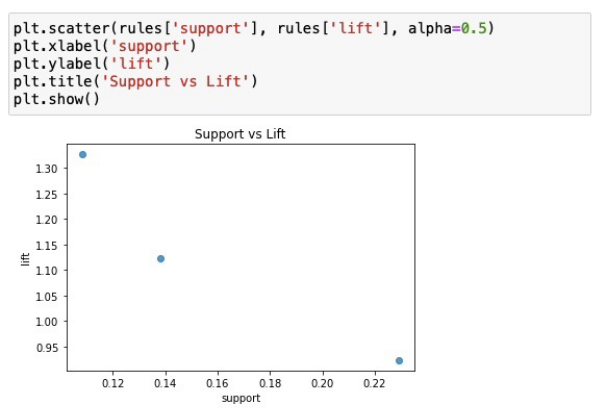 plt.scatter(rules['support'], rules['lift'], alpha=0.5)
plt.xlabel('support')
plt.ylabel('lift')
plt.title('Support vs Lift')
plt.show()
Support vs Lift
1.30
1.25
1.20
1.15
1.10
1.05
1.00
0.95
lift
0.12 0.14 0.16 0.18 0.20 0.22
support